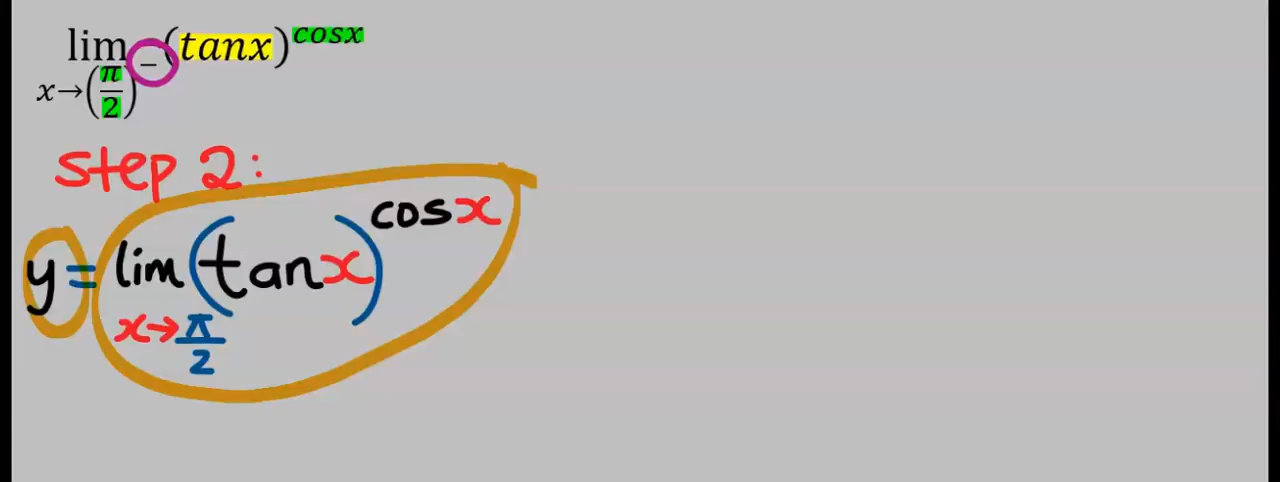 lim x→(π/2)⁻ (tanx)^cosx
step 2:
y = lim x→π/2 (tanx)^cosx